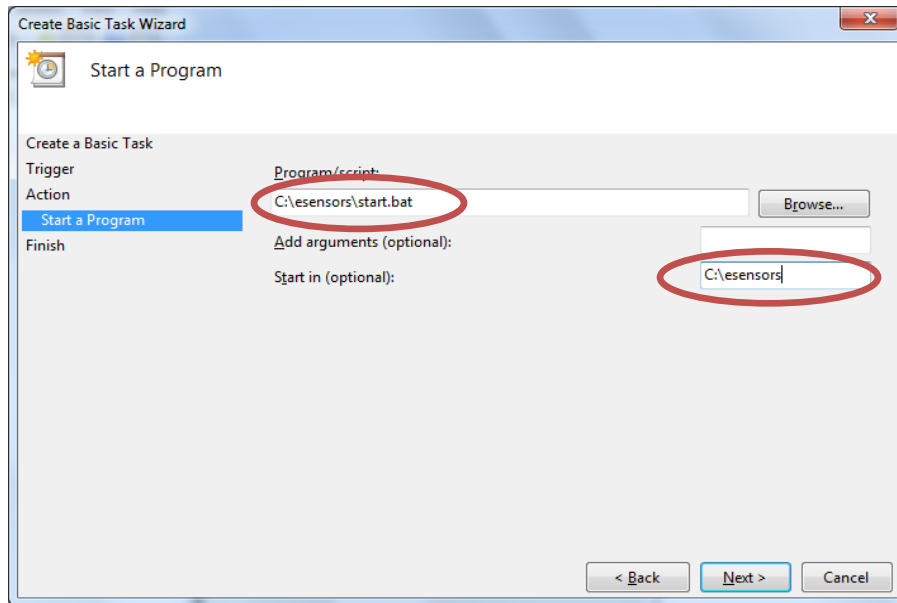 Create Basic Task Wizard
Start a Program
Create a Basic Task
Trigger
Action
Start a Program
Finish
Program/script:
C:\esensors\start.bat
Browse...
Add arguments (optional):
Start in (optional):
C:\esensors
< Back
Next >
Cancel